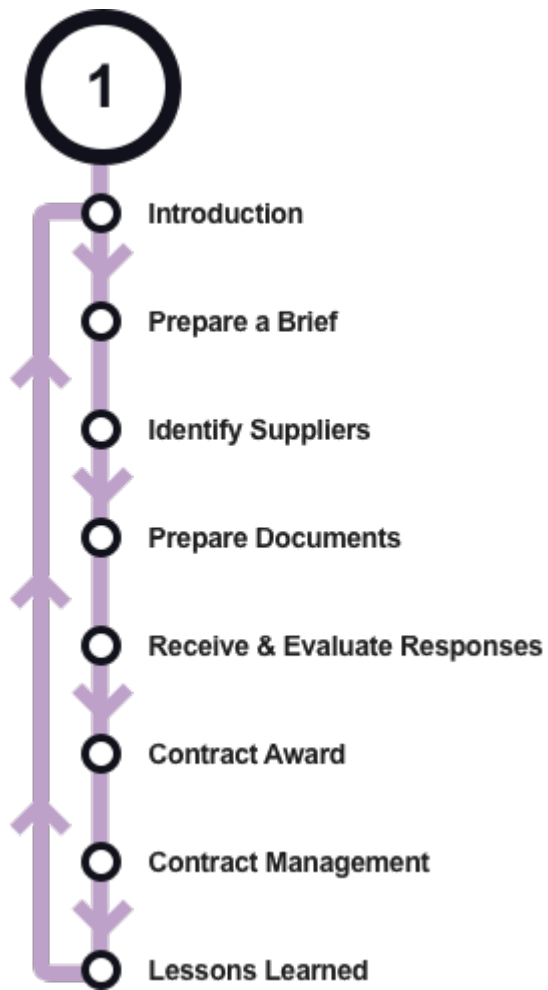 1
Introduction
Prepare a Brief
Identify Suppliers
Prepare Documents
Receive & Evaluate Responses
Contract Award
Contract Management
Lessons Learned